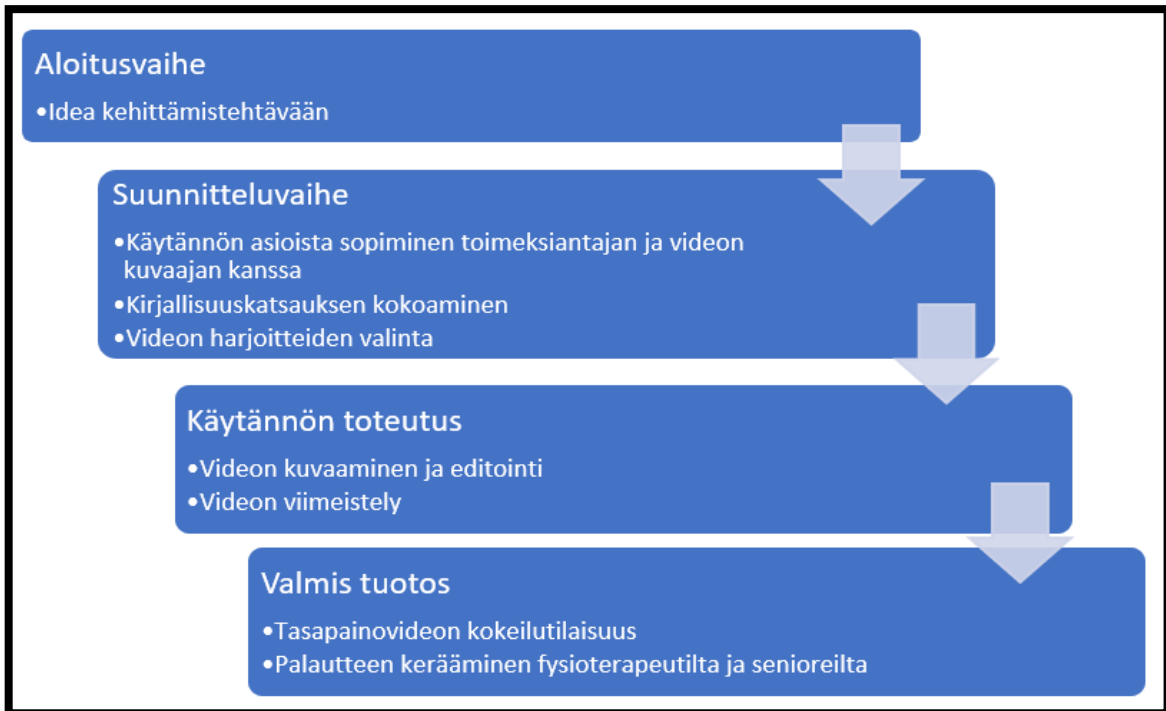 Aloitusvaihe
•Idea kehittämistehtävään
Suunnitteluvaihe
•Käytännön asioista sopiminen toimeksiantajan ja videon
kuvaajan kanssa
•Kirjallisuuskatsauksen kokoaminen
•Videon harjoitteiden valinta
Käytännön toteutus
•Videon kuvaaminen ja editointi
•Videon viimeistely
Valmis tuotos
•Tasapainovideon kokeilutilaisuus
•Palautteen kerääminen fysioterapeutilta ja senioreilta